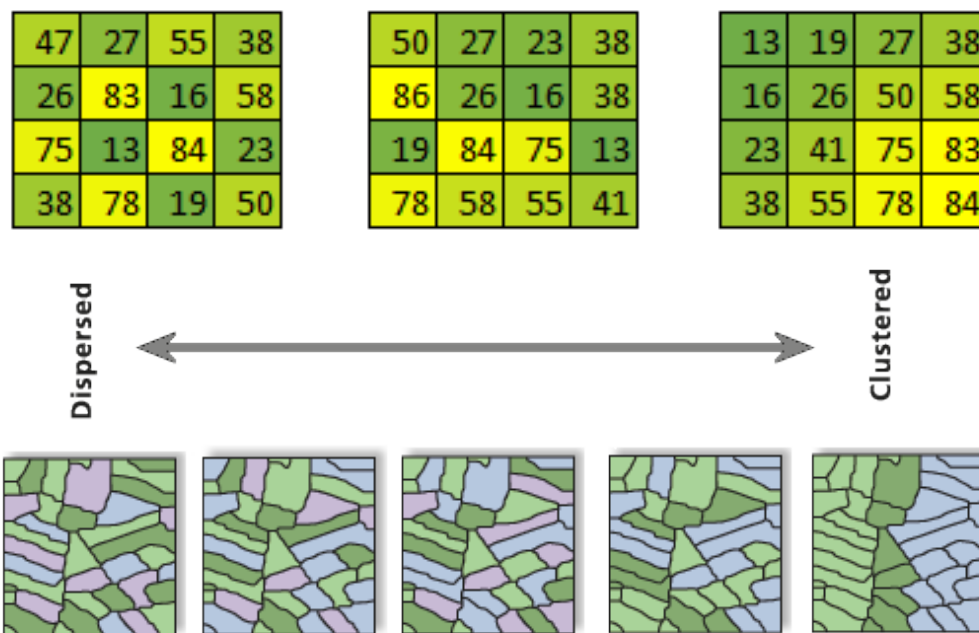 47 27 55 38
26 83 16 58
75 13 84 23
38 78 19 50
50 27 23 38
86 26 16 38
19 84 75 13
78 58 55 41
13 19 27 38
16 26 50 58
23 41 75 83
38 55 78 84
Dispersed
Clustered